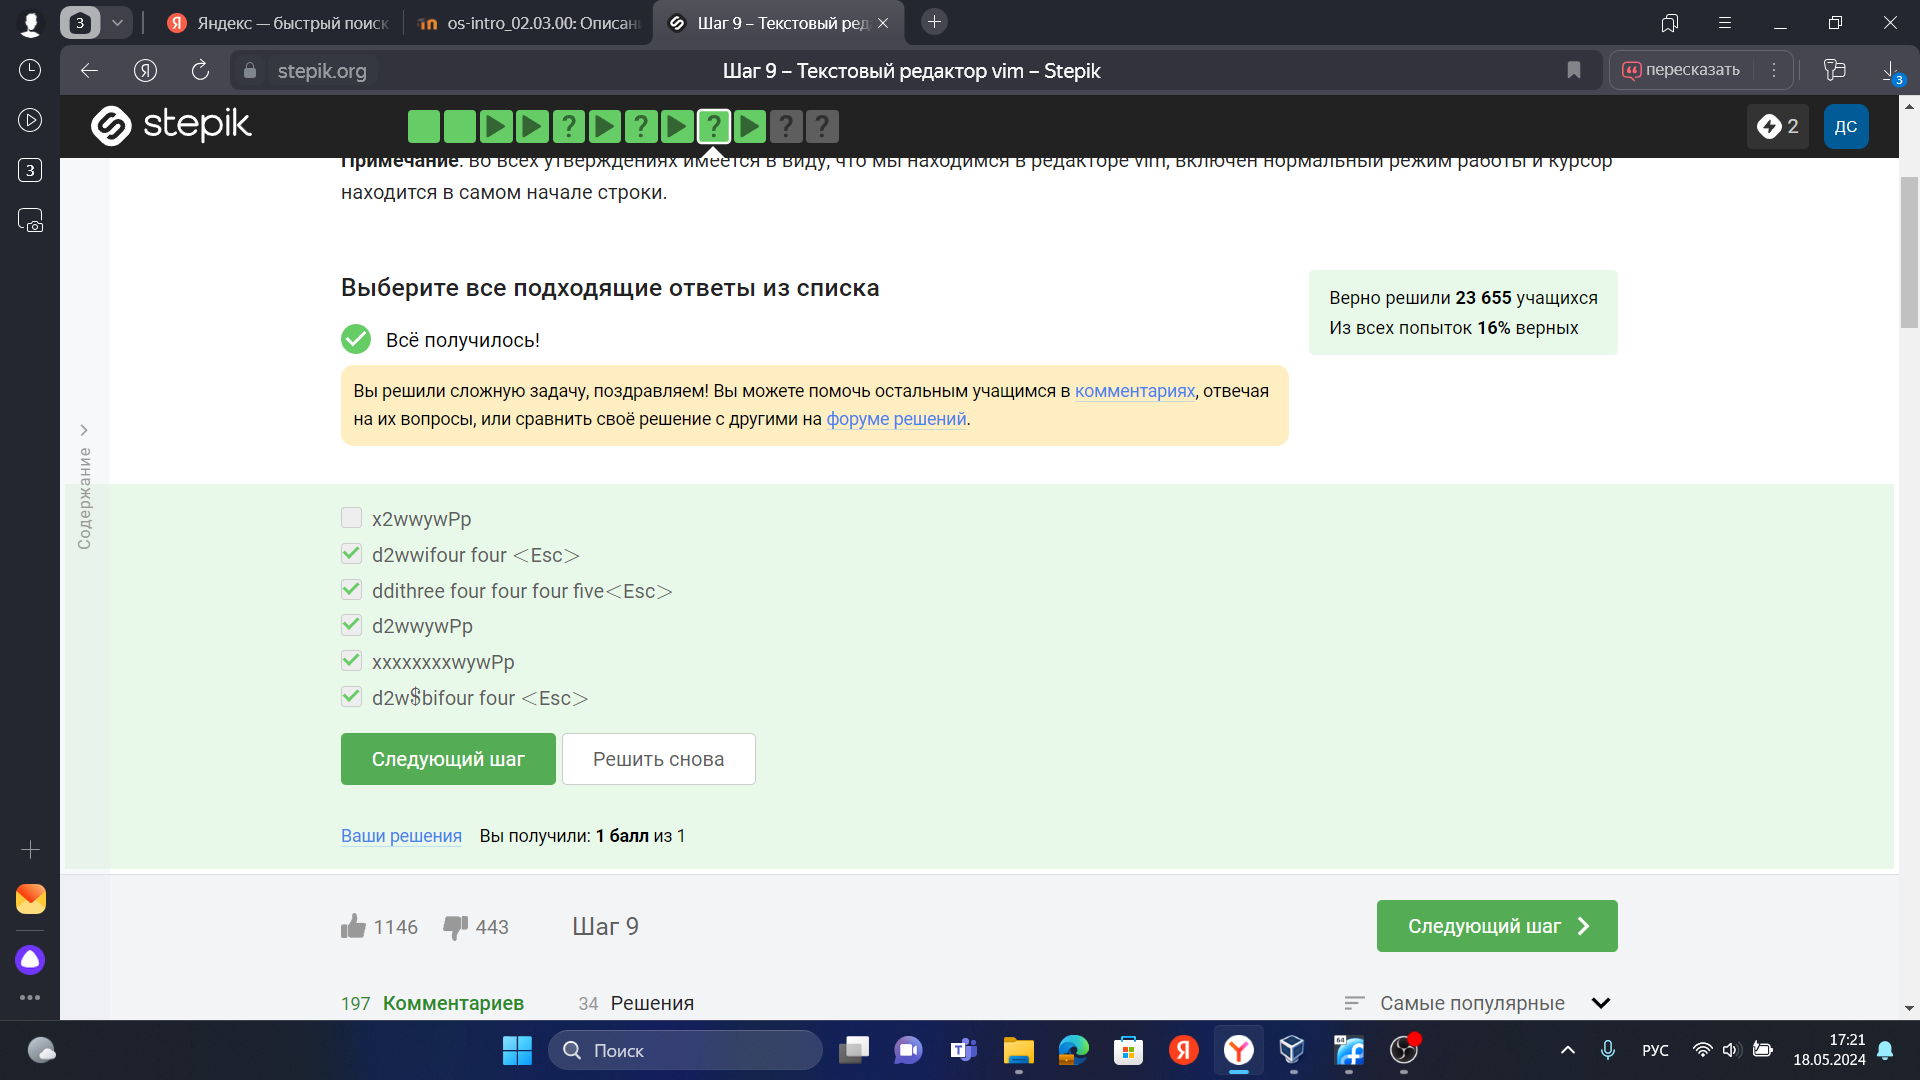 3
Яндекс — быстрый поиск
os-intro_02.03.00: Описан
Шаг 9 – Текстовый ред
stepik.org
Шаг 9 – Текстовый редактор vim – Stepik
пересказать
3
3
stepik
? ? ? ? ?
2
ДС
Примечание: во всех утверждениях имеется в виду, что мы находимся в редакторе vim, включен нормальный режим работы и курсор
находится в самом начале строки.
Выберите все подходящие ответы из списка
Верно решили 23 655 учащихся
Из всех попыток 16% верных
Всё получилось!
Вы решили сложную задачу, поздравляем! Вы можете помочь остальным учащимся в комментариях, отвечая
на их вопросы, или сравнить своё решение с другими на форуме решений.
Содержание
x2wwywPp
d2wwifour four <Esc>
ddithree four four four five<Esc>
d2wwywPp
xxxxxxxxwywPp
d2w$bifour four <Esc>
Следующий шаг
Решить снова
Ваши решения Вы получили: 1 балл из 1
1146 443 Шаг 9
Следующий шаг
197 Комментариев 34 Решения
Самые популярные
Поиск
64
РУС
17:21
18.05.2024